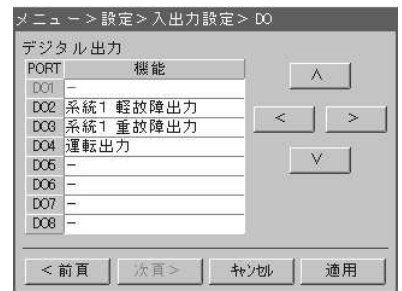 メニュー＞設定＞入出力設定＞DO
デジタル出力
PORT 機能
DO1 −
DO2 系統1 軽故障出力
DO3 系統1 重故障出力
DO4 運転出力
DO5 −
DO6 −
DO7 −
DO8 −
∧
＜ ＞
∨
＜前頁 次頁＞ ｷｬﾝｾﾙ 適用